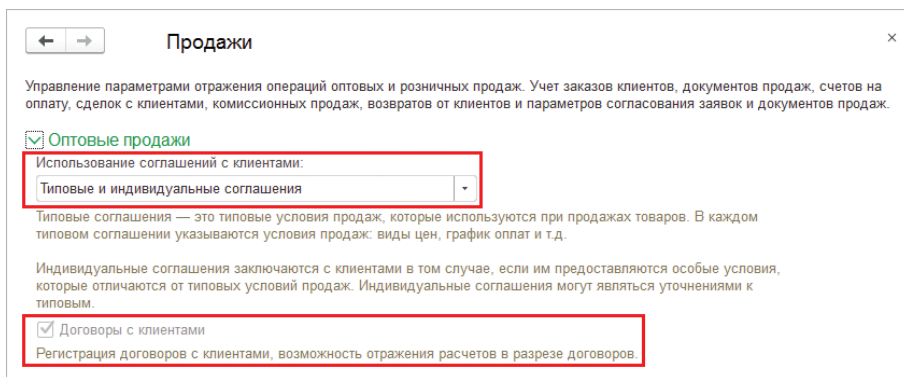 Продажи
Управление параметрами отражения операций оптовых и розничных продаж. Учет заказов клиентов, документов продаж, счетов на
оплату, сделок с клиентами, комиссионных продаж, возвратов от клиентов и параметров согласования заявок и документов продаж.
Оптовые продажи
Использование соглашений с клиентами:
Типовые и индивидуальные соглашения
Типовые соглашения — это типовые условия продаж, которые используются при продажах товаров. В каждом
типовом соглашении указываются условия продаж: виды цен, график оплат и т.д.
Индивидуальные соглашения заключаются с клиентами в том случае, если им предоставляются особые условия,
которые отличаются от типовых условий продаж. Индивидуальные соглашения могут являться уточнениями к
типовым.
Договоры с клиентами
Регистрация договоров с клиентами, возможность отражения расчетов в разрезе договоров.